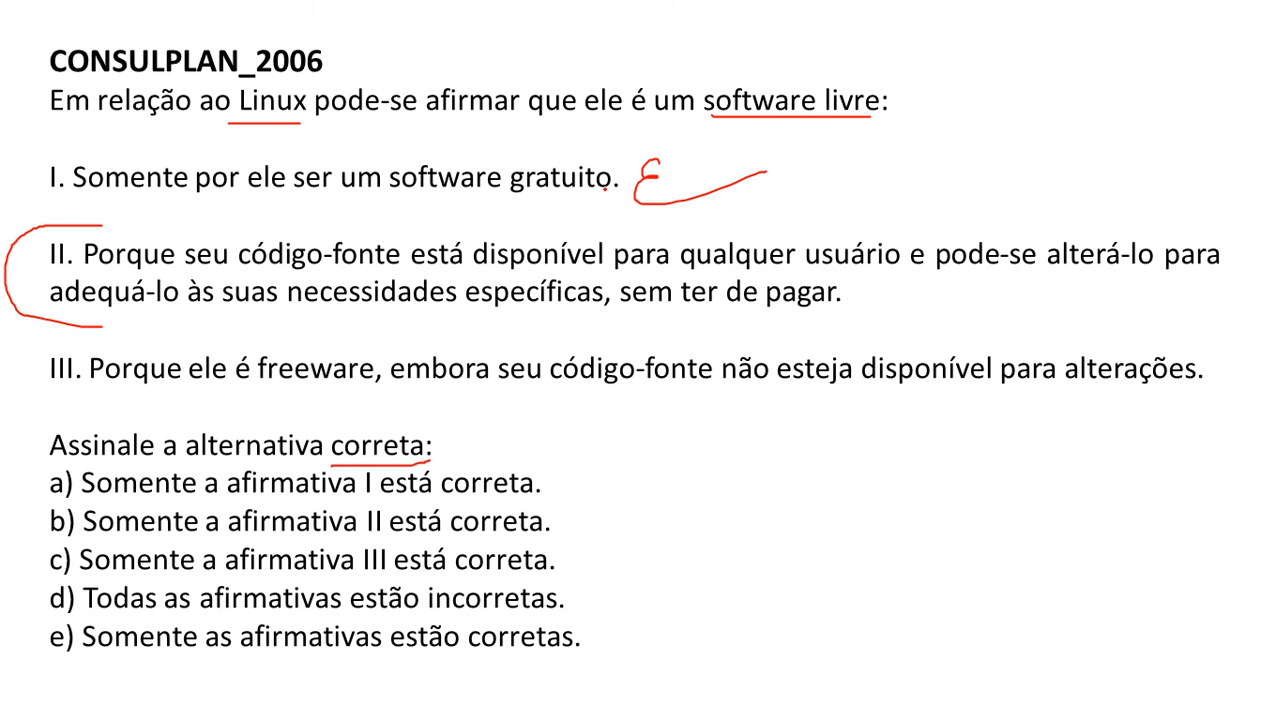 CONSULPLAN_2006
Em relação ao Linux pode-se afirmar que ele é um software livre:
I. Somente por ele ser um software gratuito. E
II. Porque seu código-fonte está disponível para qualquer usuário e pode-se alterá-lo para
adequá-lo às suas necessidades específicas, sem ter de pagar.
III. Porque ele é freeware, embora seu código-fonte não esteja disponível para alterações.
Assinale a alternativa correta:
a) Somente a afirmativa I está correta.
b) Somente a afirmativa II está correta.
c) Somente a afirmativa III está correta.
d) Todas as afirmativas estão incorretas.
e) Somente as afirmativas estão corretas.